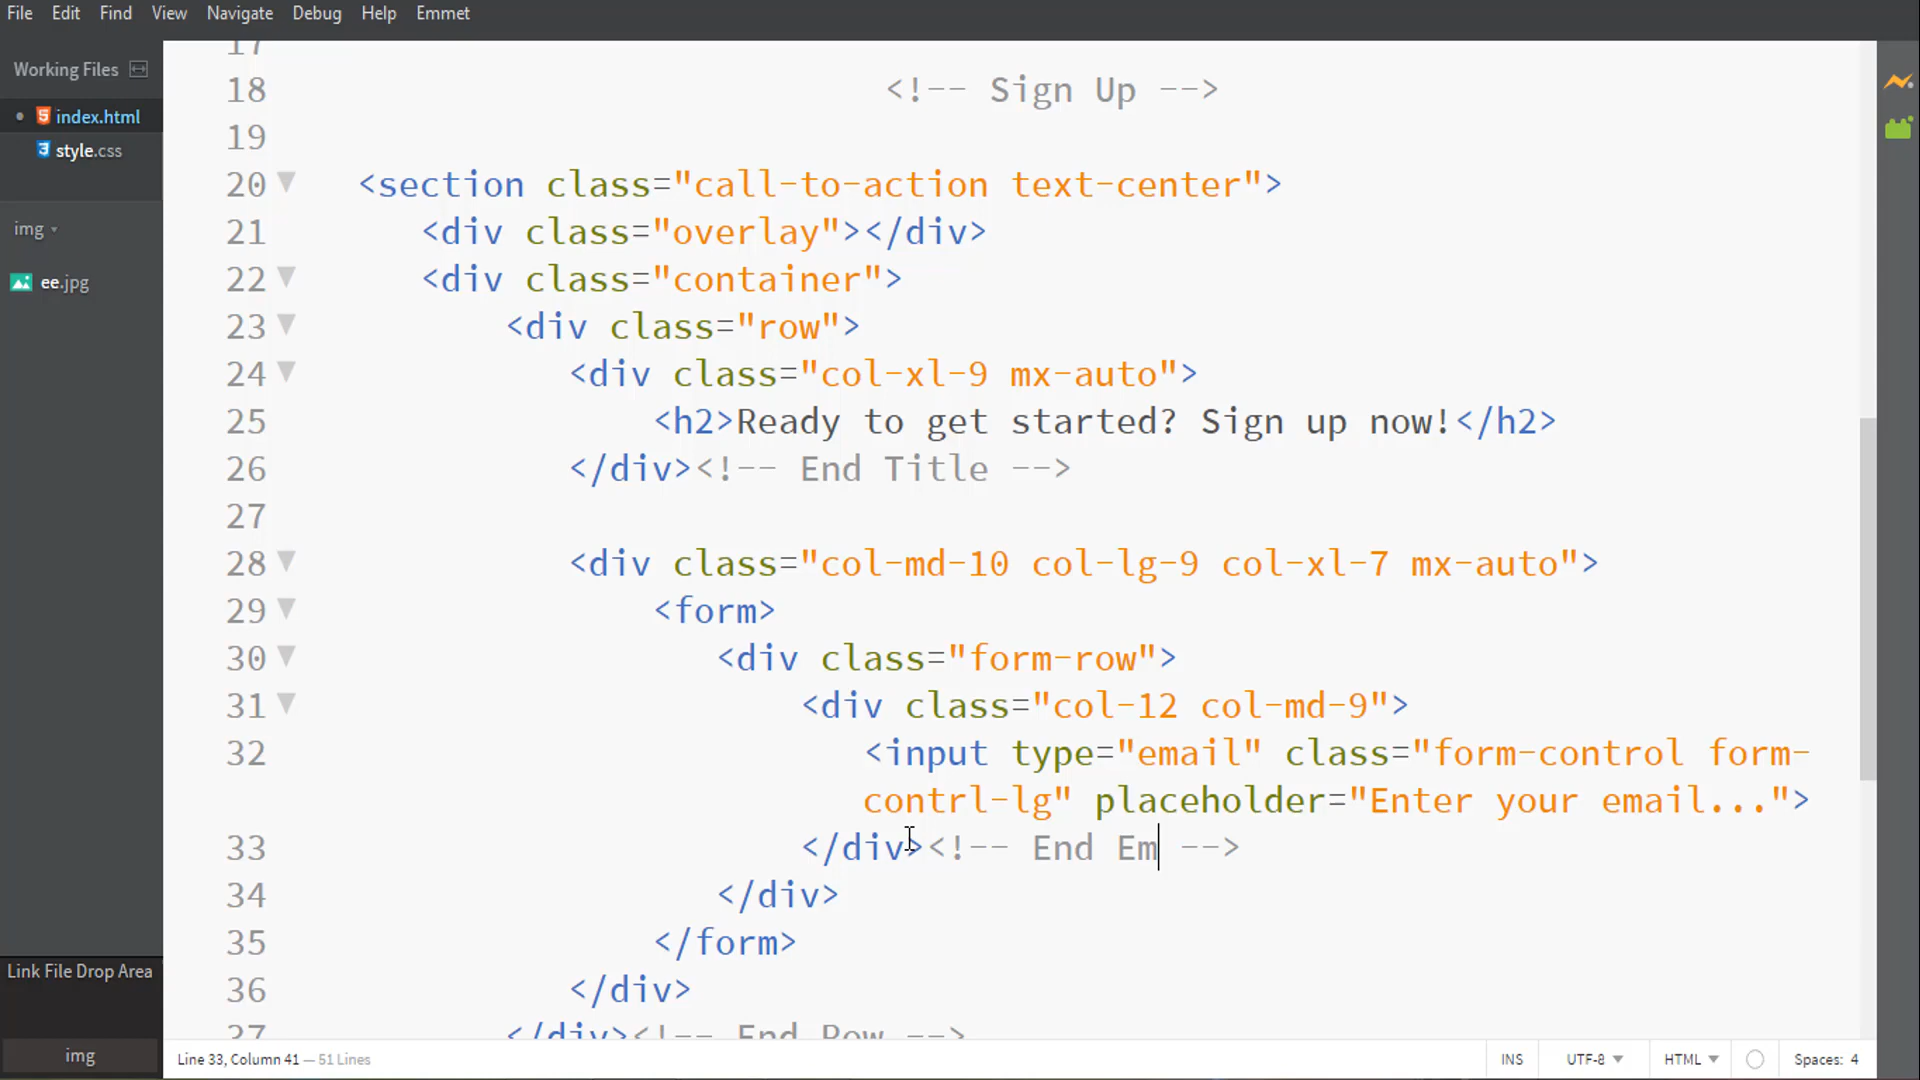 File Edit Find View Navigate Debug Help Emmet
Working Files
index.html
style.css
img
ee.jpg
Link File Drop Area
img
17
18 <!-- Sign Up -->
19
20 <section class="call-to-action text-center">
21 <div class="overlay"></div>
22 <div class="container">
23 <div class="row">
24 <div class="col-xl-9 mx-auto">
25 <h2>Ready to get started? Sign up now!</h2>
26 </div><!-- End Title -->
27
28 <div class="col-md-10 col-lg-9 col-xl-7 mx-auto">
29 <form>
30 <div class="form-row">
31 <div class="col-12 col-md-9">
32 <input type="email" class="form-control form-
contrl-lg" placeholder="Enter your email...">
33 </div><!-- End Em -->
34 </div>
35 </form>
36 </div>
37 </div><!-- End Row -->
Line 33, Column 41 — 51 Lines INS UTF-8 HTML Spaces: 4